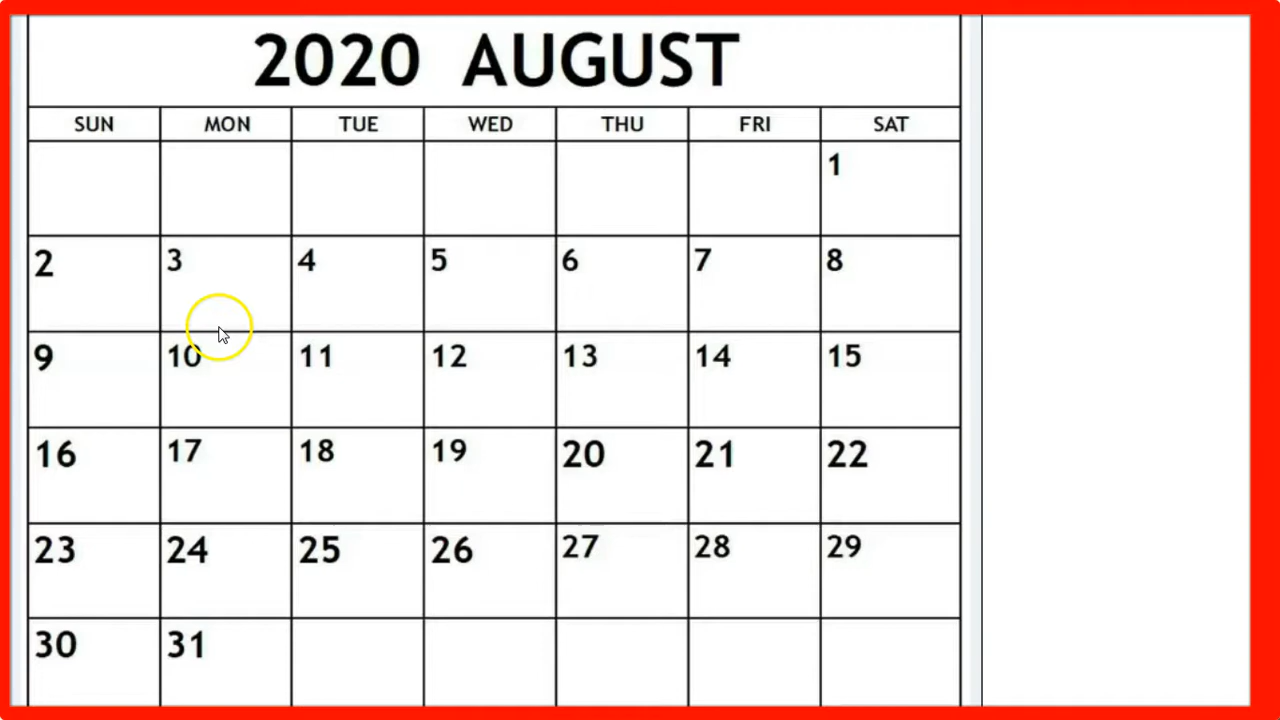 2020 AUGUST
SUN MON TUE WED THU FRI SAT
1
2 3 4 5 6 7 8
9 10 11 12 13 14 15
16 17 18 19 20 21 22
23 24 25 26 27 28 29
30 31